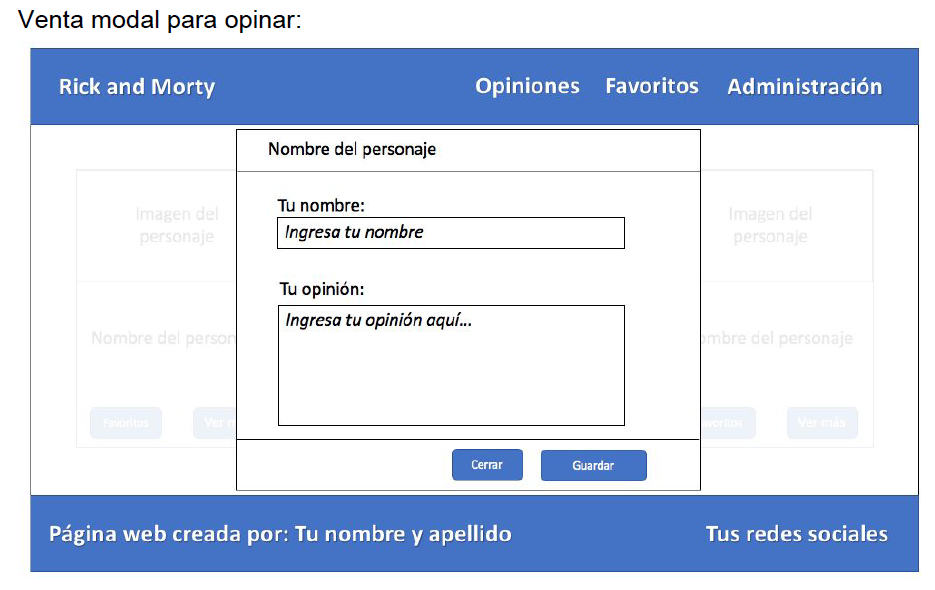 Venta modal para opinar:
Rick and Morty
Opiniones Favoritos Administración
Nombre del personaje
Tu nombre:
Ingresa tu nombre
Tu opinión:
Ingresa tu opinión aquí...
Cerrar Guardar
Imagen del
personaje
Nombre del person
Favoritos Ver m
Imagen del
personaje
ombre del personaje
avoritos Ver más
Página web creada por: Tu nombre y apellido
Tus redes sociales